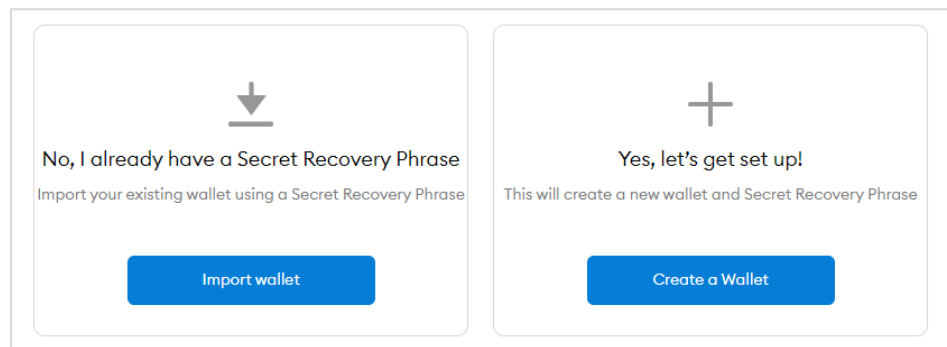 No, I already have a Secret Recovery Phrase
Import your existing wallet using a Secret Recovery Phrase
Import wallet
Yes, let’s get set up!
This will create a new wallet and Secret Recovery Phrase
Create a Wallet